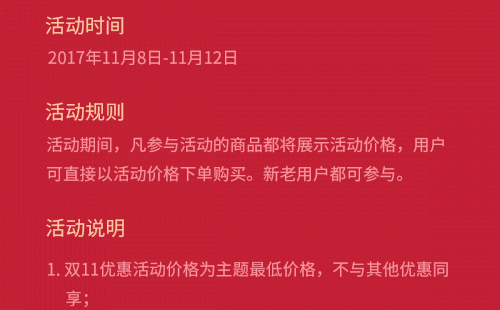 活动时间
2017年11月8日-11月12日
活动规则
活动期间，凡参与活动的商品都将展示活动价格，用户
可直接以活动价格下单购买。新老用户都可参与。
活动说明
1. 双11优惠活动价格为主题最低价格，不与其他优惠同
享；